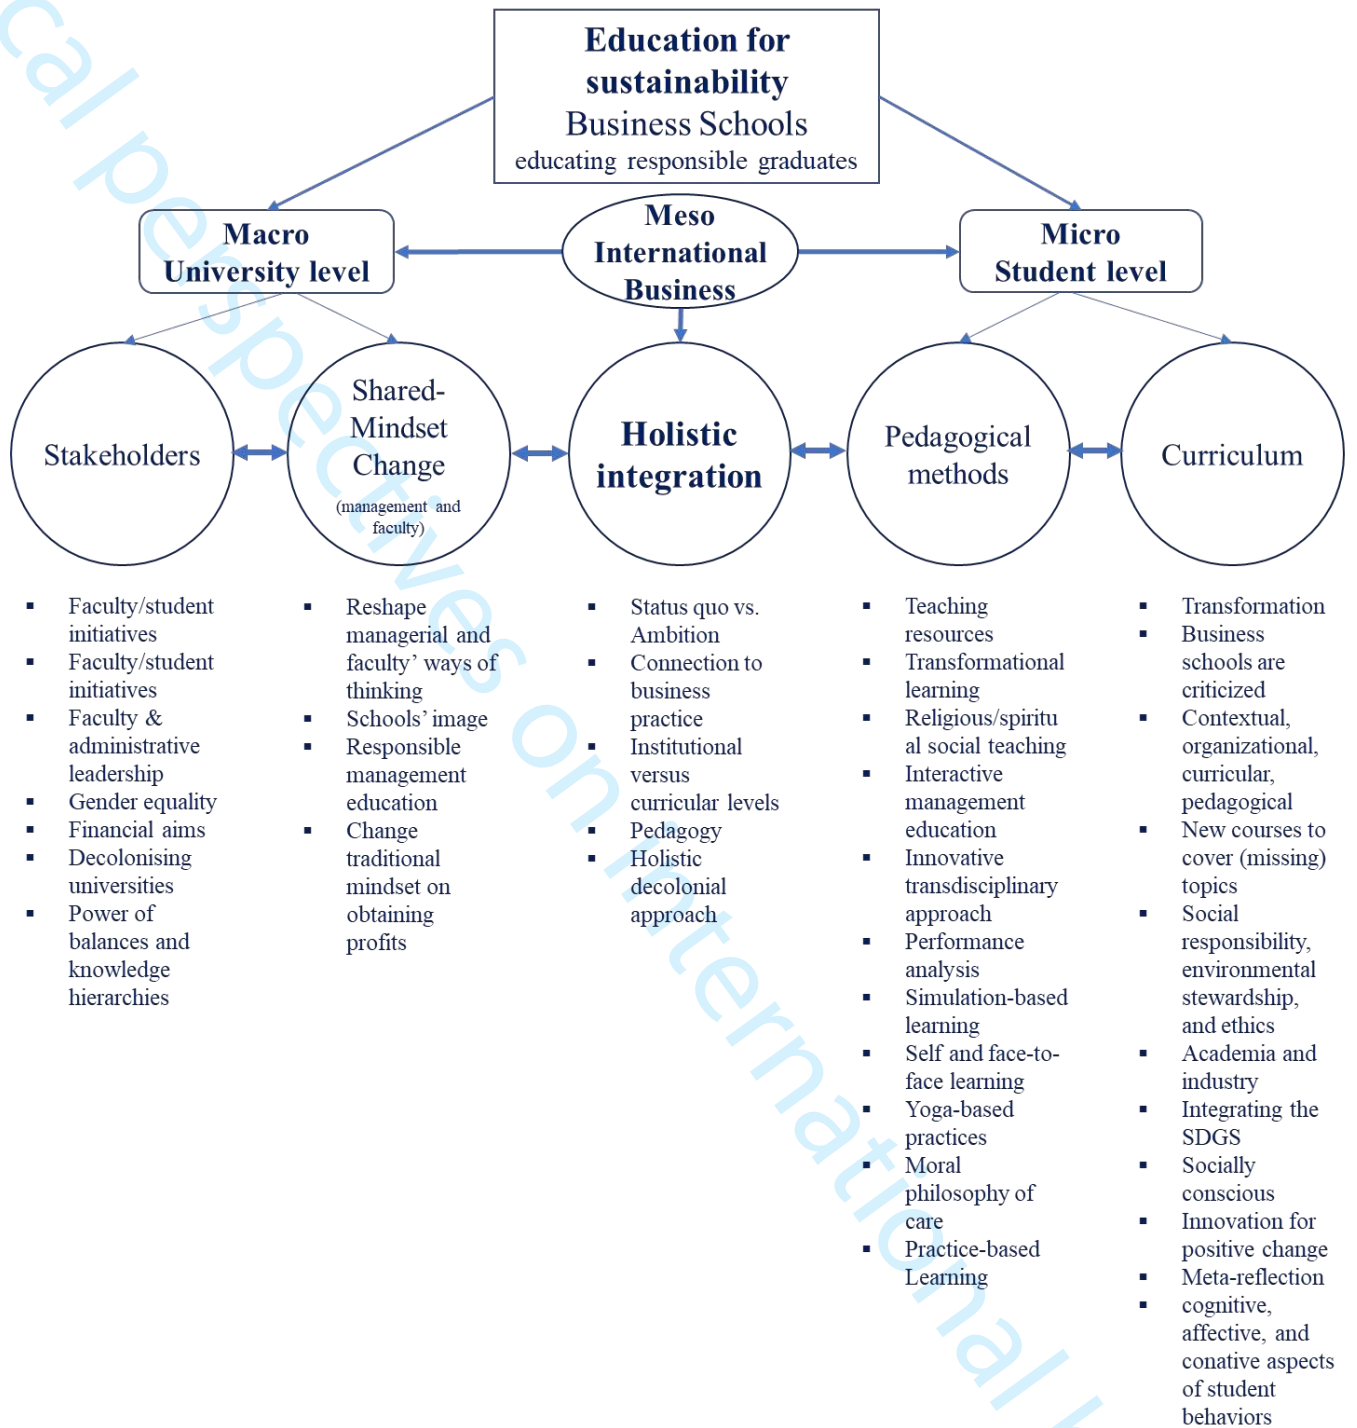 Education for
sustainability
Business Schools
educating responsible graduates
Macro
University level
Meso
International
Business
Micro
Student level
Stakeholders
Shared-
Mindset
Change
(management and
faculty)
Holistic
integration
Pedagogical
methods
Curriculum
▪ Faculty/student
initiatives
▪ Faculty/student
initiatives
▪ Faculty &
administrative
leadership
▪ Gender equality
▪ Financial aims
▪ Decolonising
universities
▪ Power of
balances and
knowledge
hierarchies
▪ Reshape
managerial and
faculty’ ways of
thinking
▪ Schools’ image
▪ Responsible
management
education
▪ Change
traditional
mindset on
obtaining
profits
▪ Status quo vs.
Ambition
▪ Connection to
business
practice
▪ Institutional
versus
curricular levels
▪ Pedagogy
▪ Holistic
decolonial
approach
▪ Teaching
resources
▪ Transformational
learning
▪ Religious/spiritu
al social teaching
▪ Interactive
management
education
▪ Innovative
transdisciplinary
approach
▪ Performance
analysis
▪ Simulation-based
learning
▪ Self and face-to-
face learning
▪ Yoga-based
practices
▪ Moral
philosophy of
care
▪ Practice-based
Learning
▪ Transformation
▪ Business
schools are
criticized
▪ Contextual,
organizational,
curricular,
pedagogical
▪ New courses to
cover (missing)
topics
▪ Social
responsibility,
environmental
stewardship,
and ethics
▪ Academia and
industry
▪ Integrating the
SDGS
▪ Socially
conscious
▪ Innovation for
positive change
▪ Meta-reflection
▪ cognitive,
affective, and
conative aspects
of student
behaviors
perspectives on international